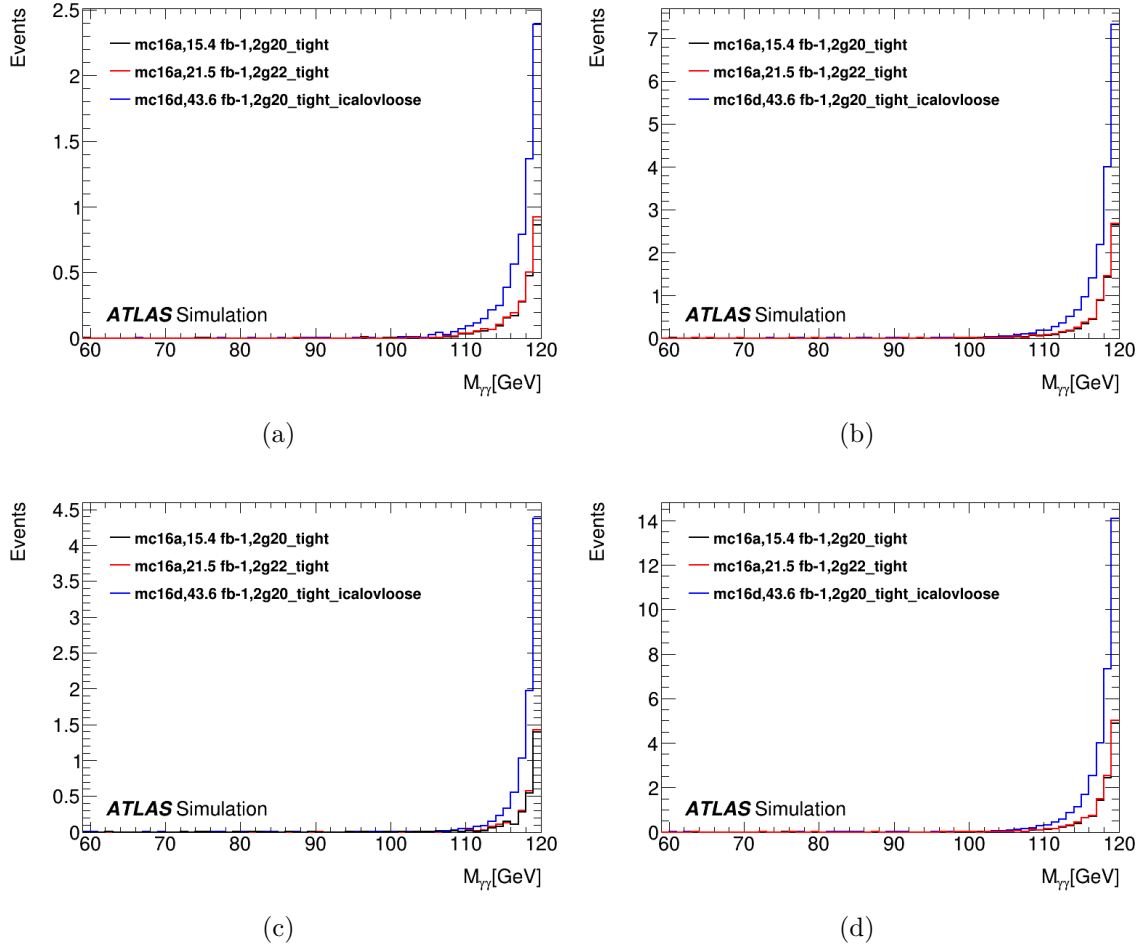 Events
2.5
2
1.5
1
0.5
0
mc16a,15.4 fb-1,2g20_tight
mc16a,21.5 fb-1,2g22_tight
mc16d,43.6 fb-1,2g20_tight_icalovloose
ATLAS Simulation
60 70 80 90 100 110 120
Mγγ[GeV]
(a)
Events
7
6
5
4
3
2
1
0
mc16a,15.4 fb-1,2g20_tight
mc16a,21.5 fb-1,2g22_tight
mc16d,43.6 fb-1,2g20_tight_icalovloose
ATLAS Simulation
60 70 80 90 100 110 120
Mγγ[GeV]
(b)
Events
4.5
4
3.5
3
2.5
2
1.5
1
0.5
0
mc16a,15.4 fb-1,2g20_tight
mc16a,21.5 fb-1,2g22_tight
mc16d,43.6 fb-1,2g20_tight_icalovloose
ATLAS Simulation
60 70 80 90 100 110 120
Mγγ[GeV]
(c)
Events
14
12
10
8
6
4
2
0
mc16a,15.4 fb-1,2g20_tight
mc16a,21.5 fb-1,2g22_tight
mc16d,43.6 fb-1,2g20_tight_icalovloose
ATLAS Simulation
60 70 80 90 100 110 120
Mγγ[GeV]
(d)